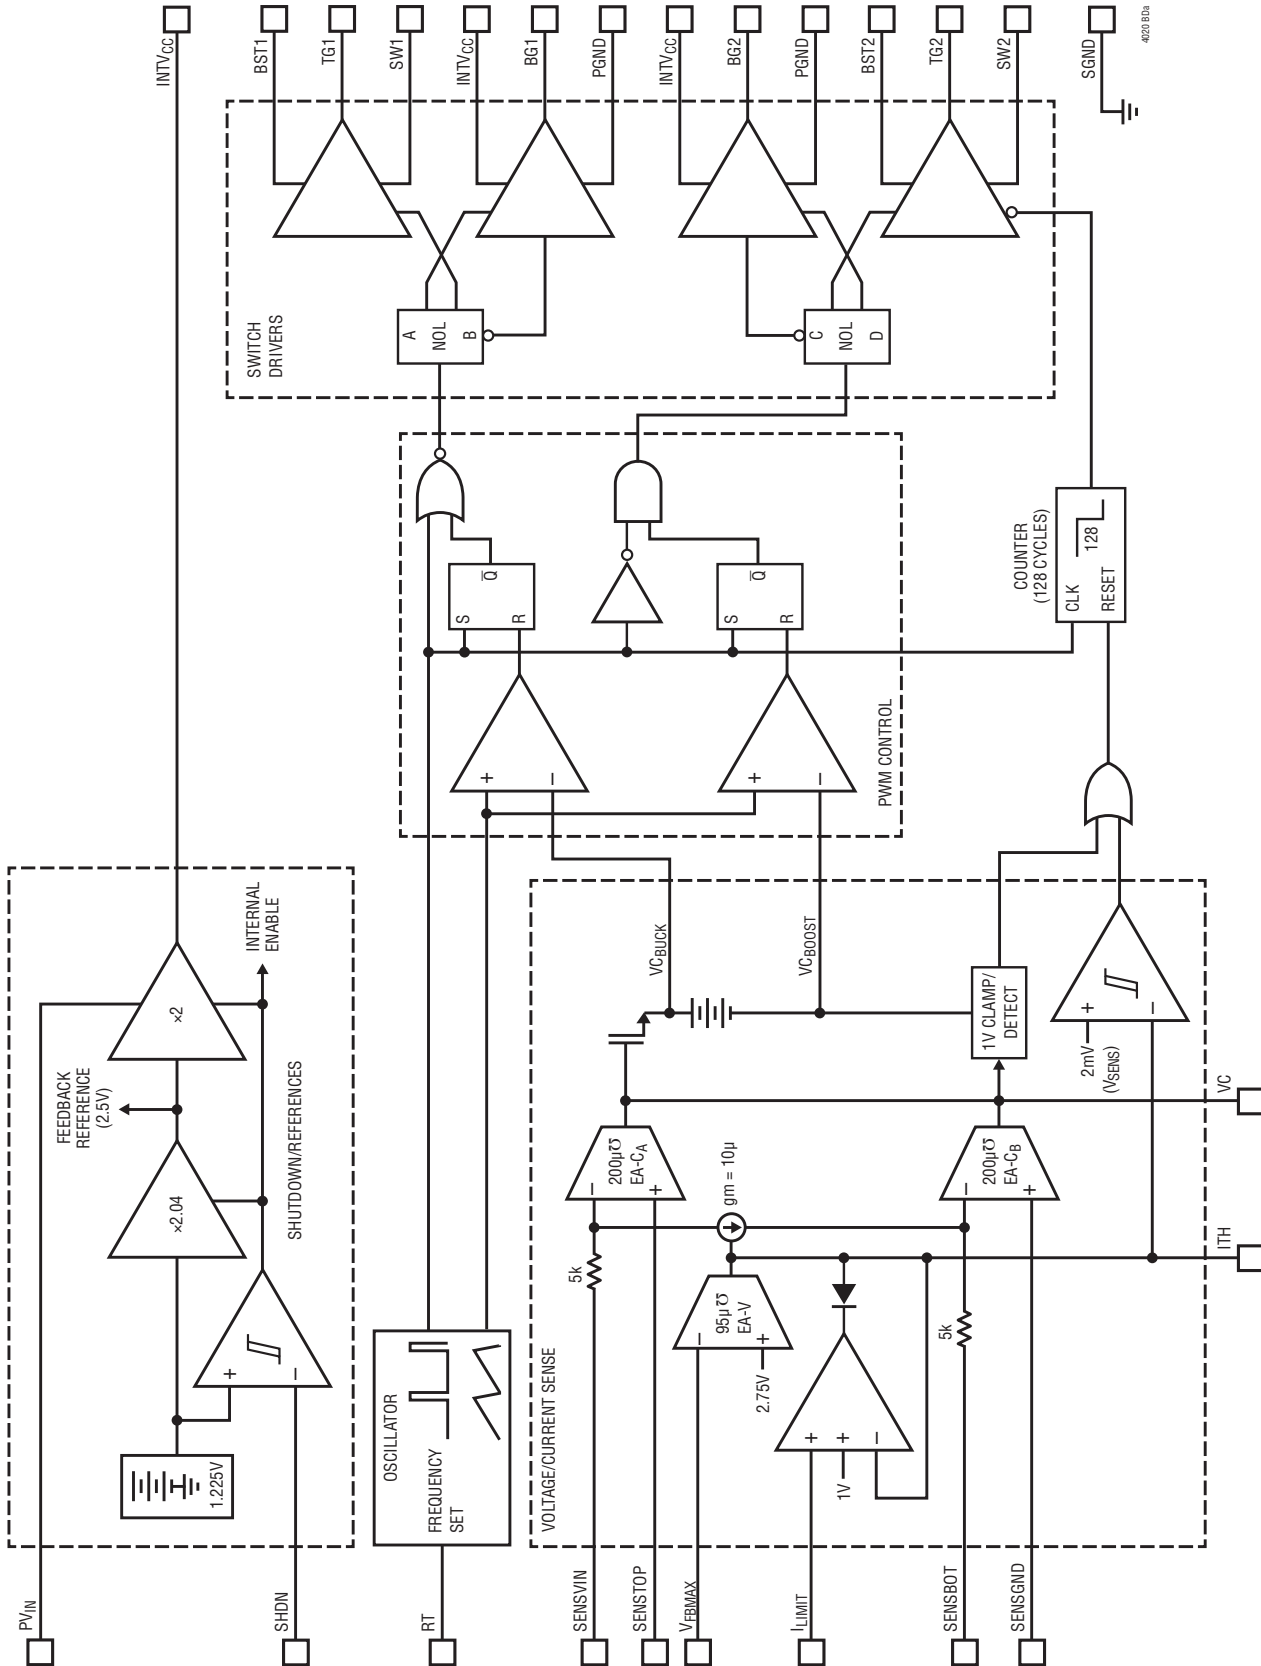 PVIN
SHDN
1.225V
+
−
×2.04
FEEDBACK
REFERENCE
(2.5V)
×2
INTERNAL
ENABLE
SHUTDOWN/REFERENCES
INTVCC
RT
OSCILLATOR
FREQUENCY
SET
+
−
+
−
S
R
Q̅
S
R
Q̅
PWM CONTROL
SWITCH
DRIVERS
A
NOL
B
C
NOL
D
BST1
TG1
SW1
INTVCC
BG1
PGND
INTVCC
BG2
PGND
BST2
TG2
SW2
SGND
COUNTER
(128 CYCLES)
CLK
RESET
128
VOLTAGE/CURRENT SENSE
SENSVIN
SENSTOP
VFBMAX
ILIMIT
SENSBOT
SENSGND
5k
−
+
200µ℧
EA-CA
gm = 10µ
−
+
95µ℧
EA-V
2.75V
1V
+
+
−
5k
−
+
200µ℧
EA-CB
VCBUCK
VCBOOST
1V CLAMP/
DETECT
2mV
(VSENS)
+
−
VC
ITH
4020 BDa